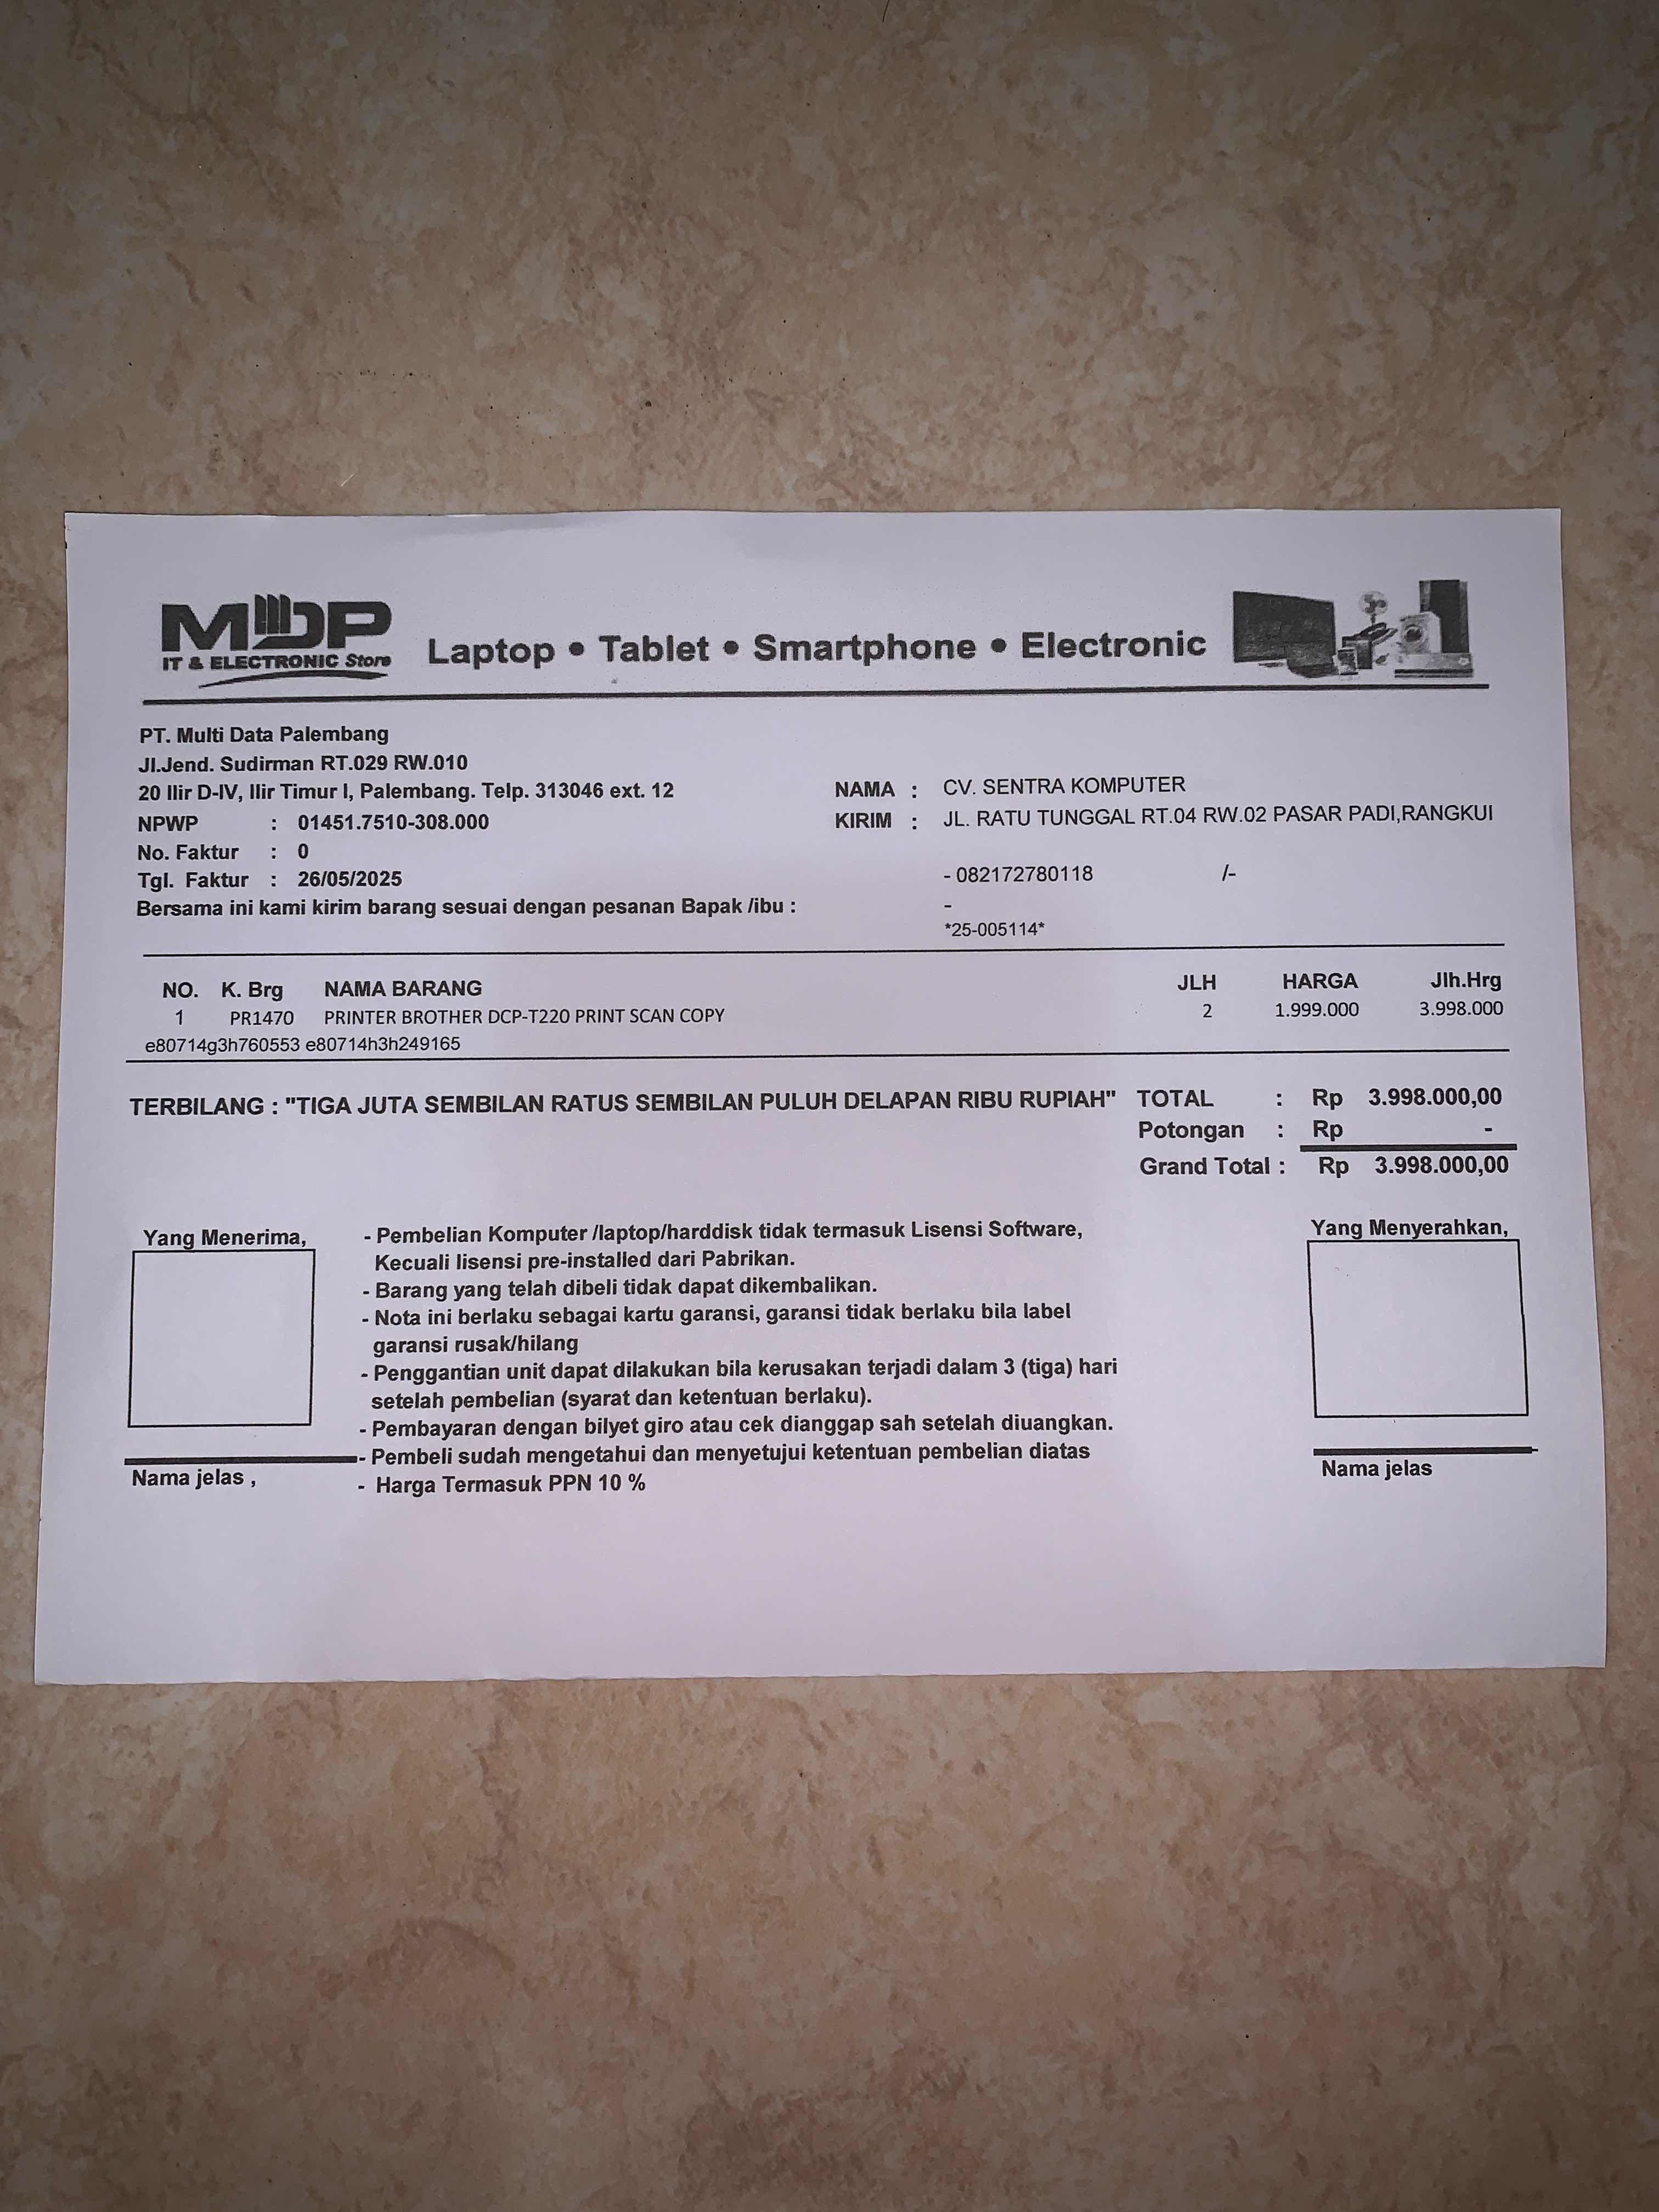 MDP
IT & ELECTRONIC Store
Laptop • Tablet • Smartphone • Electronic
PT. Multi Data Palembang
Jl.Jend. Sudirman RT.029 RW.010
20 Ilir D-IV, Ilir Timur I, Palembang. Telp. 313046 ext. 12
NPWP : 01451.7510-308.000
No. Faktur : 0
Tgl. Faktur : 26/05/2025
Bersama ini kami kirim barang sesuai dengan pesanan Bapak /ibu :
NAMA : CV. SENTRA KOMPUTER
KIRIM : JL. RATU TUNGGAL RT.04 RW.02 PASAR PADI,RANGKUI
- 082172780118 /-
-
*25-005114*
NO. K. Brg NAMA BARANG JLH HARGA Jlh.Hrg
1 PR1470 PRINTER BROTHER DCP-T220 PRINT SCAN COPY 2 1.999.000 3.998.000
e80714g3h760553 e80714h3h249165
TERBILANG : "TIGA JUTA SEMBILAN RATUS SEMBILAN PULUH DELAPAN RIBU RUPIAH" TOTAL : Rp 3.998.000,00
Potongan : Rp -
Grand Total : Rp 3.998.000,00
Yang Menerima,
Nama jelas ,
- Pembelian Komputer /laptop/harddisk tidak termasuk Lisensi Software,
Kecuali lisensi pre-installed dari Pabrikan.
- Barang yang telah dibeli tidak dapat dikembalikan.
- Nota ini berlaku sebagai kartu garansi, garansi tidak berlaku bila label
garansi rusak/hilang
- Penggantian unit dapat dilakukan bila kerusakan terjadi dalam 3 (tiga) hari
setelah pembelian (syarat dan ketentuan berlaku).
- Pembayaran dengan bilyet giro atau cek dianggap sah setelah diuangkan.
- Pembeli sudah mengetahui dan menyetujui ketentuan pembelian diatas
- Harga Termasuk PPN 10 %
Yang Menyerahkan,
Nama jelas